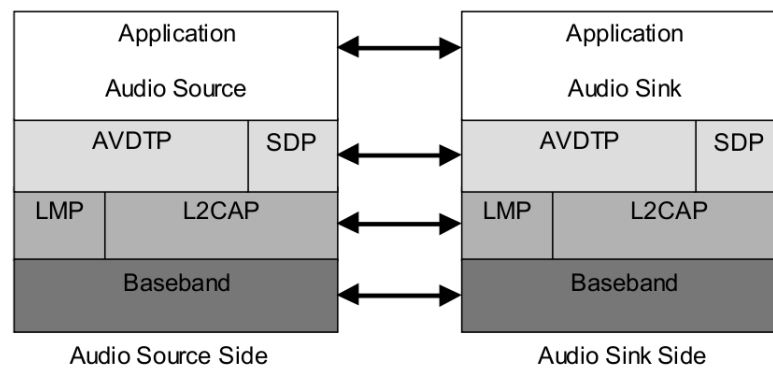 Application
Audio Source
AVDTP
SDP
LMP
L2CAP
Baseband
Audio Source Side
Application
Audio Sink
AVDTP
SDP
LMP
L2CAP
Baseband
Audio Sink Side